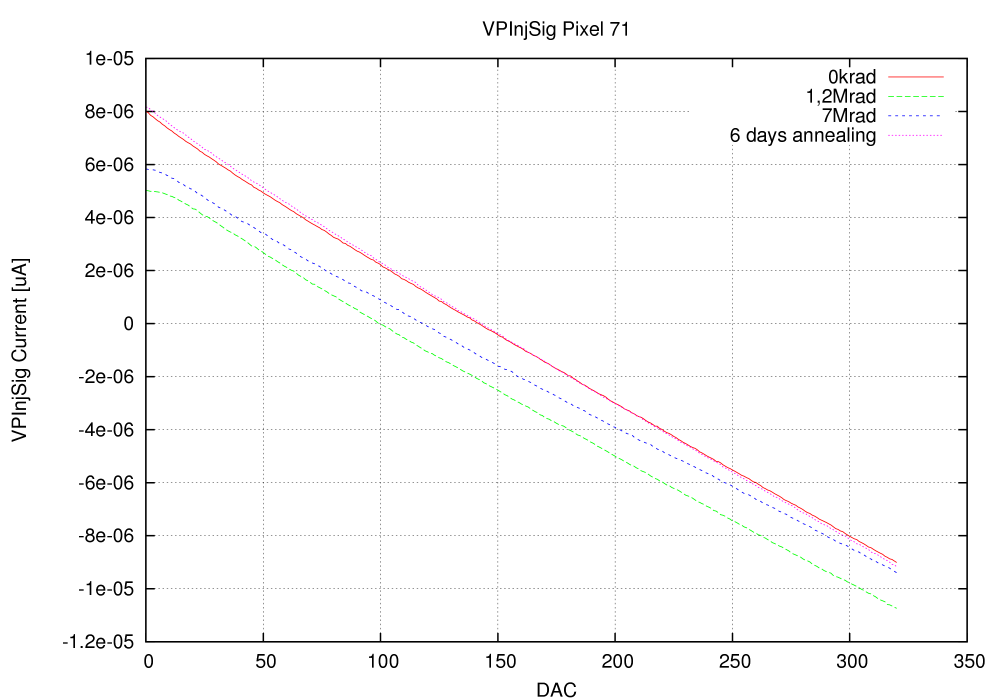 VPInjSig Pixel 71
1e-05
8e-06
6e-06
4e-06
2e-06
0
-2e-06
-4e-06
-6e-06
-8e-06
-1e-05
-1.2e-05
VPInjSig Current [uA]
0krad
1,2Mrad
7Mrad
6 days annealing
0 50 100 150 200 250 300 350
DAC